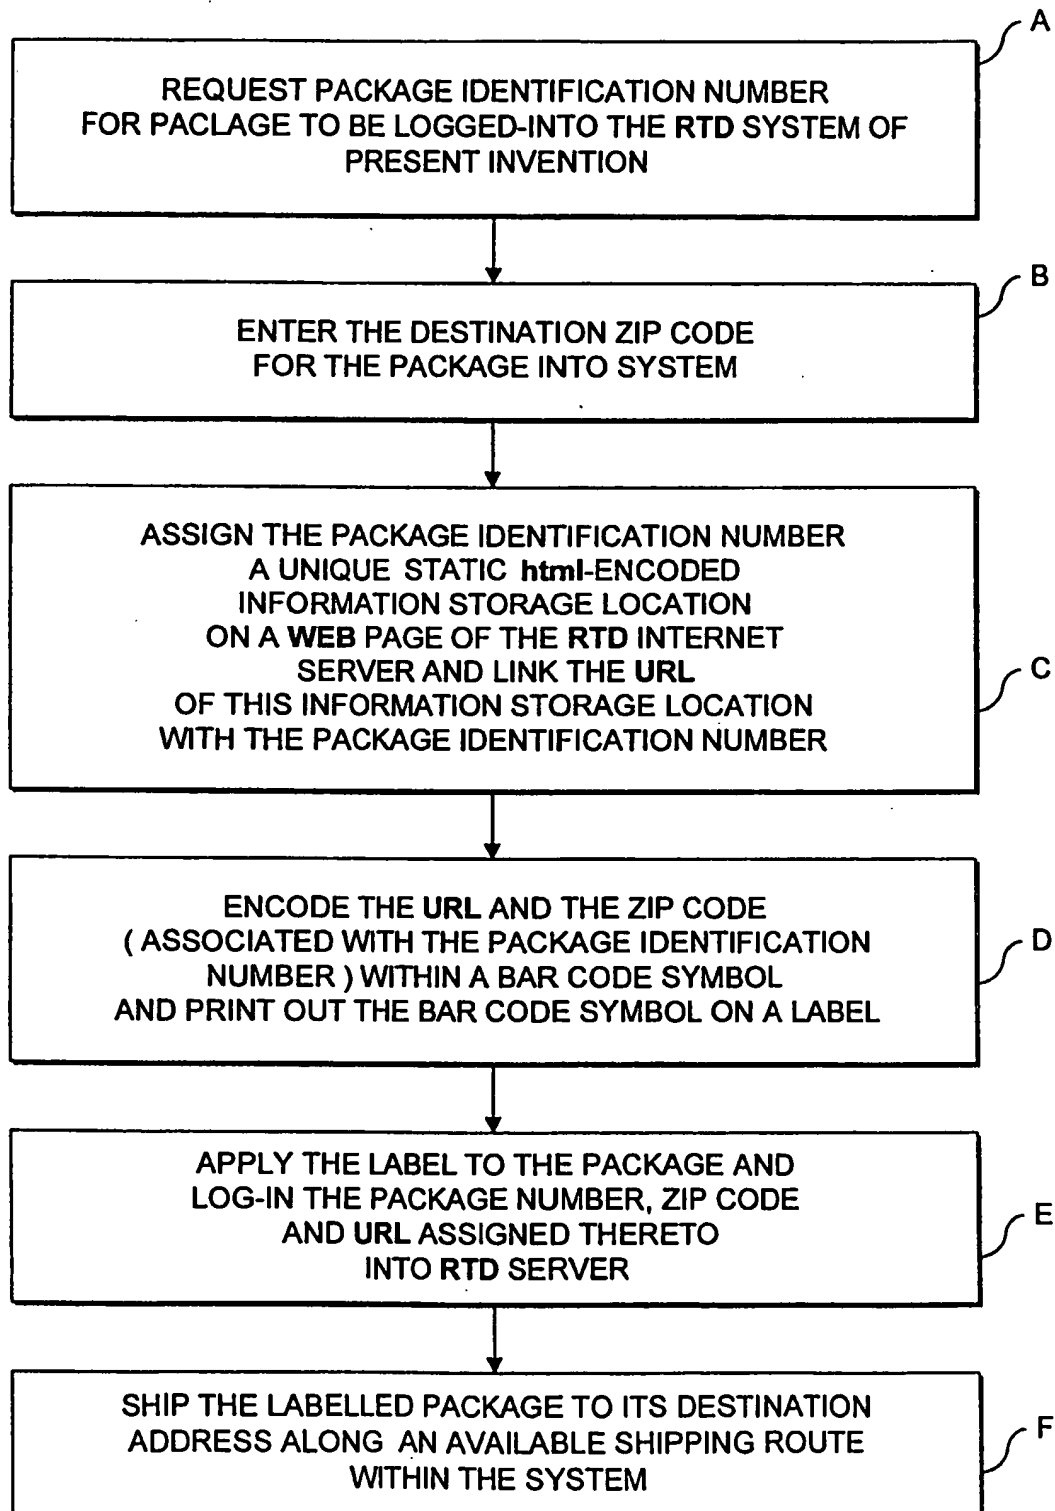 A
REQUEST PACKAGE IDENTIFICATION NUMBER
FOR PACLAGE TO BE LOGGED-INTO THE RTD SYSTEM OF
PRESENT INVENTION
B
ENTER THE DESTINATION ZIP CODE
FOR THE PACKAGE INTO SYSTEM
ASSIGN THE PACKAGE IDENTIFICATION NUMBER
A UNIQUE STATIC html-ENCODED
INFORMATION STORAGE LOCATION
ON A WEB PAGE OF THE RTD INTERNET
SERVER AND LINK THE URL
C
OF THIS INFORMATION STORAGE LOCATION
WITH THE PACKAGE IDENTIFICATION NUMBER
ENCODE THE URL AND THE ZIP CODE
( ASSOCIATED WITH THE PACKAGE IDENTIFICATION
D
NUMBER ) WITHIN A BAR CODE SYMBOL
AND PRINT OUT THE BAR CODE SYMBOL ON A LABEL
APPLY THE LABEL TO THE PACKAGE AND
LOG-IN THE PACKAGE NUMBER, ZIP CODE
E
AND URL ASSIGNED THERETO
INTO RTD SERVER
SHIP THE LABELLED PACKAGE TO ITS DESTINATION
F
ADDRESS ALONG AN AVAILABLE SHIPPING ROUTE
WITHIN THE SYSTEM